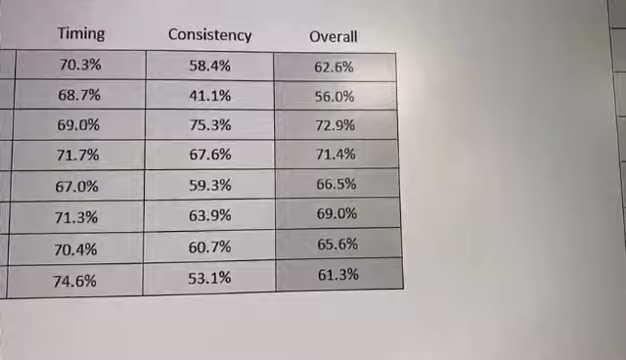 Timing Consistency Overall
70.3% 58.4% 62.6%
68.7% 41.1% 56.0%
69.0% 75.3% 72.9%
71.7% 67.6% 71.4%
67.0% 59.3% 66.5%
71.3% 63.9% 69.0%
70.4% 60.7% 65.6%
74.6% 53.1% 61.3%